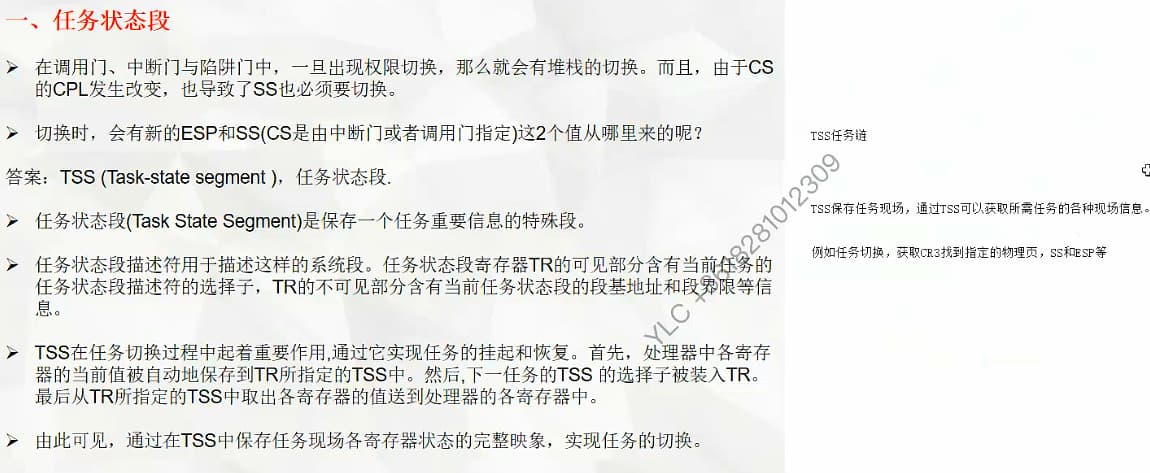 一、任务状态段
➢ 在调用门、中断门与陷阱门中，一旦出现权限切换，那么就会有堆栈的切换。而且，由于CS
的CPL发生改变，也导致了SS也必须要切换。
➢ 切换时，会有新的ESP和SS(CS是由中断门或者调用门指定)这2个值从哪里来的呢？
答案：TSS (Task-state segment )，任务状态段.
➢ 任务状态段(Task State Segment)是保存一个任务重要信息的特殊段。
➢ 任务状态段描述符用于描述这样的系统段。任务状态段寄存器TR的可见部分含有当前任务的
任务状态段描述符的选择子，TR的不可见部分含有当前任务状态段的段基地址和段界限等信
息。
➢ TSS在任务切换过程中起着重要作用,通过它实现任务的挂起和恢复。首先，处理器中各寄存
器的当前值被自动地保存到TR所指定的TSS中。然后,下一任务的TSS 的选择子被装入TR。
最后从TR所指定的TSS中取出各寄存器的值送到处理器的各寄存器中。
➢ 由此可见，通过在TSS中保存任务现场各寄存器状态的完整映象，实现任务的切换。
TSS任务链
TSS保存任务现场，通过TSS可以获取所需任务的各种现场信息。
例如任务切换，获取CR3找到指定的物理页，SS和ESP等
YLC +8618281012309